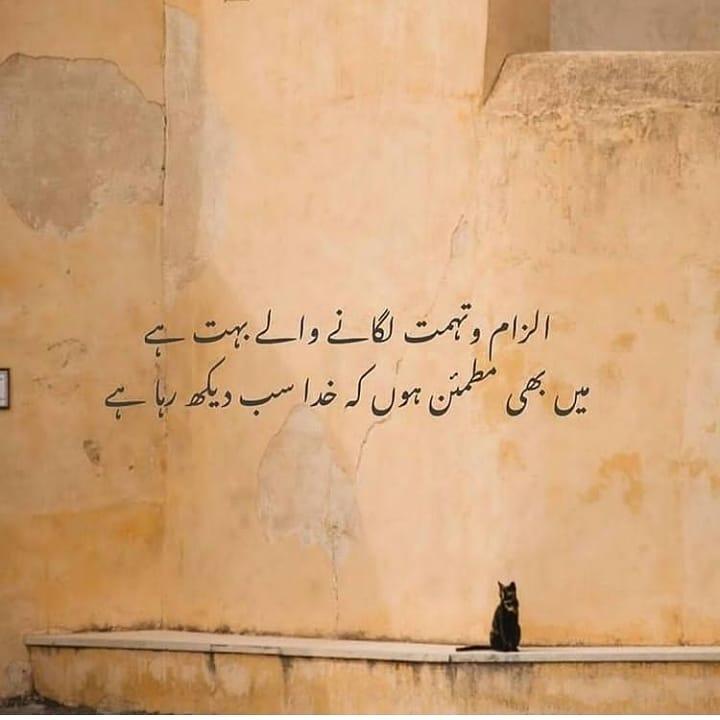 الزام و تہمت لگانے والے بہت ہے
میں بھی مطمئن ہوں کہ خدا سب دیکھ رہا ہے